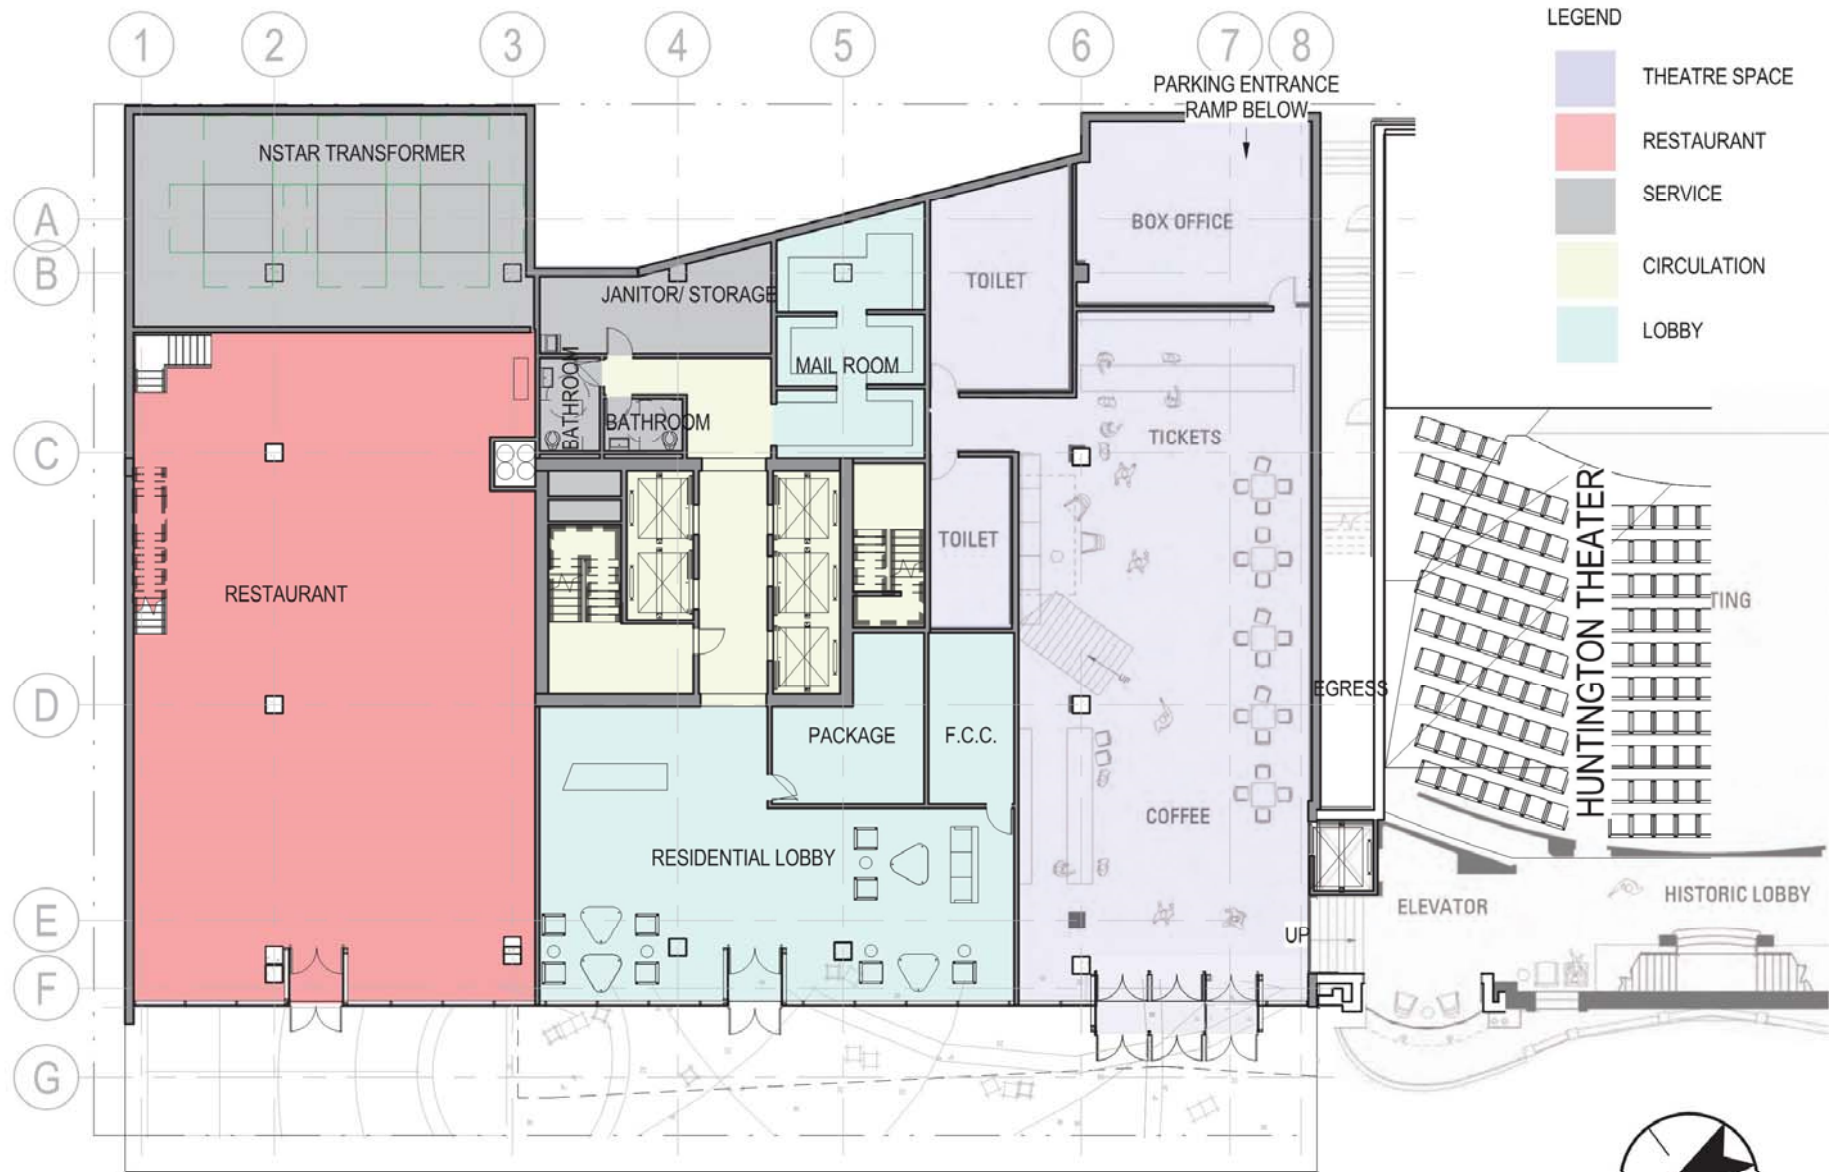 LEGEND
1 2 3 4 5 6 7 8
THEATRE SPACE
PARKING ENTRANCE
RAMP BELOW
RESTAURANT
NSTAR TRANSFORMER
SERVICE
A
BOX OFFICE
B
CIRCULATION
TOILET
JANITOR/ STORAGE
LOBBY
MAIL ROOM
BATHROOM
BATHROOM
C
TICKETS
HUNTINGTON THEATER
TOILET
RESTAURANT
TING
UP
EGRESS
D
PACKAGE
F.C.C.
COFFEE
RESIDENTIAL LOBBY
HISTORIC LOBBY
ELEVATOR
E
UP
F
G